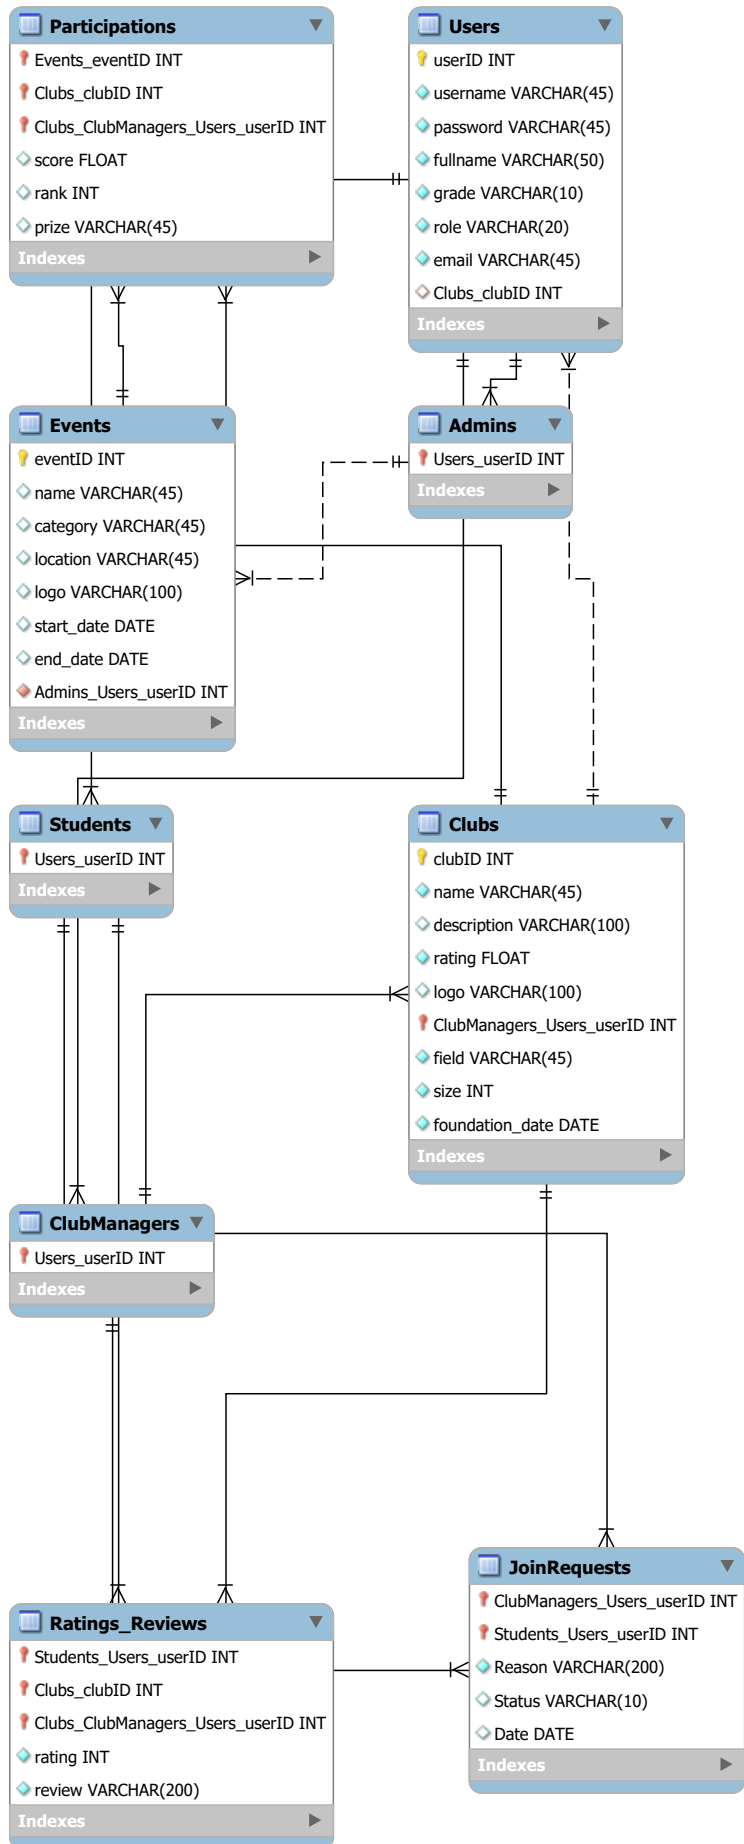 Participations
Events_eventID INT
Clubs_clubID INT
Clubs_ClubManagers_Users_userID INT
score FLOAT
rank INT
prize VARCHAR(45)
Indexes
Users
userID INT
username VARCHAR(45)
password VARCHAR(45)
fullname VARCHAR(50)
grade VARCHAR(10)
role VARCHAR(20)
email VARCHAR(45)
Clubs_clubID INT
Indexes
Events
eventID INT
name VARCHAR(45)
category VARCHAR(45)
location VARCHAR(45)
logo VARCHAR(100)
start_date DATE
end_date DATE
Admins_Users_userID INT
Indexes
Admins
Users_userID INT
Indexes
Students
Users_userID INT
Indexes
Clubs
clubID INT
name VARCHAR(45)
description VARCHAR(100)
rating FLOAT
logo VARCHAR(100)
ClubManagers_Users_userID INT
field VARCHAR(45)
size INT
foundation_date DATE
Indexes
ClubManagers
Users_userID INT
Indexes
JoinRequests
ClubManagers_Users_userID INT
Students_Users_userID INT
Reason VARCHAR(200)
Status VARCHAR(10)
Date DATE
Indexes
Ratings_Reviews
Students_Users_userID INT
Clubs_clubID INT
Clubs_ClubManagers_Users_userID INT
rating INT
review VARCHAR(200)
Indexes